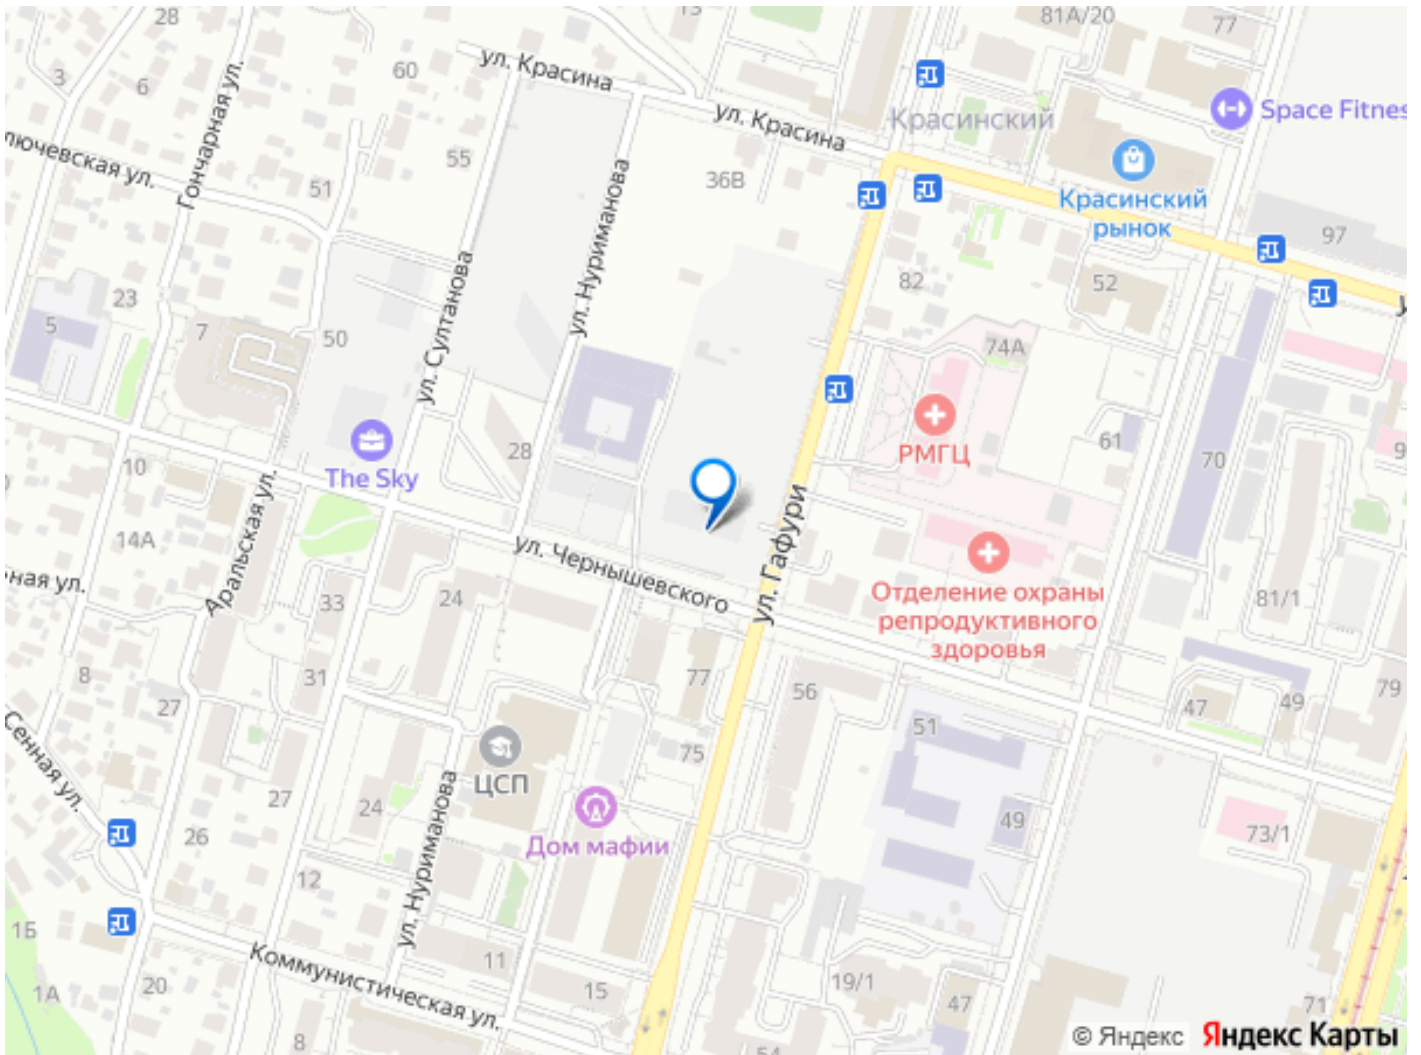 28
13
81А/20
77
ул. Красина
60
3
6
Гончарная ул.
Space Fitnes
ул. Красина
Красинский
лючевская ул.
55
51
36В
ул. Нуриманова
Красинский
рынок
97
23
5
7
50
ул. Султанова
82
52
74А
28
The Sky
10
РМГЦ
61
70
9
14А
Аральская ул.
ул. Чернышевского
ул. Гафури
Отделение охраны
репродуктивного
здоровья
81/1
ная ул.
33
24
8
31
27
77
56
51
47
49
79
Сенная ул.
ЦСП
75
27
24
ул. Нуриманова
Дом мафии
49
73/1
26
12
1Б
Коммунистическая ул.
11
15
19/1
47
71
1А
20
8
54
© Яндекс
Яндекс Карты